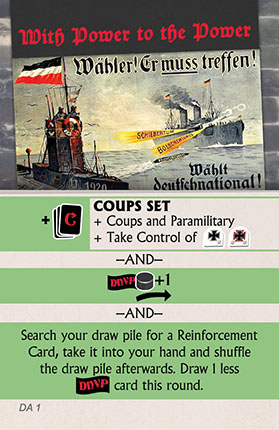 With Power to the Power
Wähler! Er muss treffen!
BOLSCHEWISMUS
1920
Wählt
deutschnational!
+ C COUPS SET
+ Coups and Paramilitary
+ Take Control of
—AND—
DNVP +1
—AND—
Search your draw pile for a Reinforcement
Card, take it into your hand and shuffle
the draw pile afterwards. Draw 1 less
DNVP card this round.
DA 1